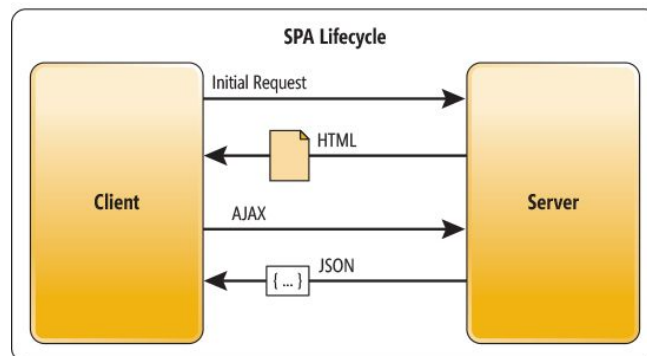 SPA Lifecycle
Initial Request
HTML
Client
Server
AJAX
JSON
{ ... }